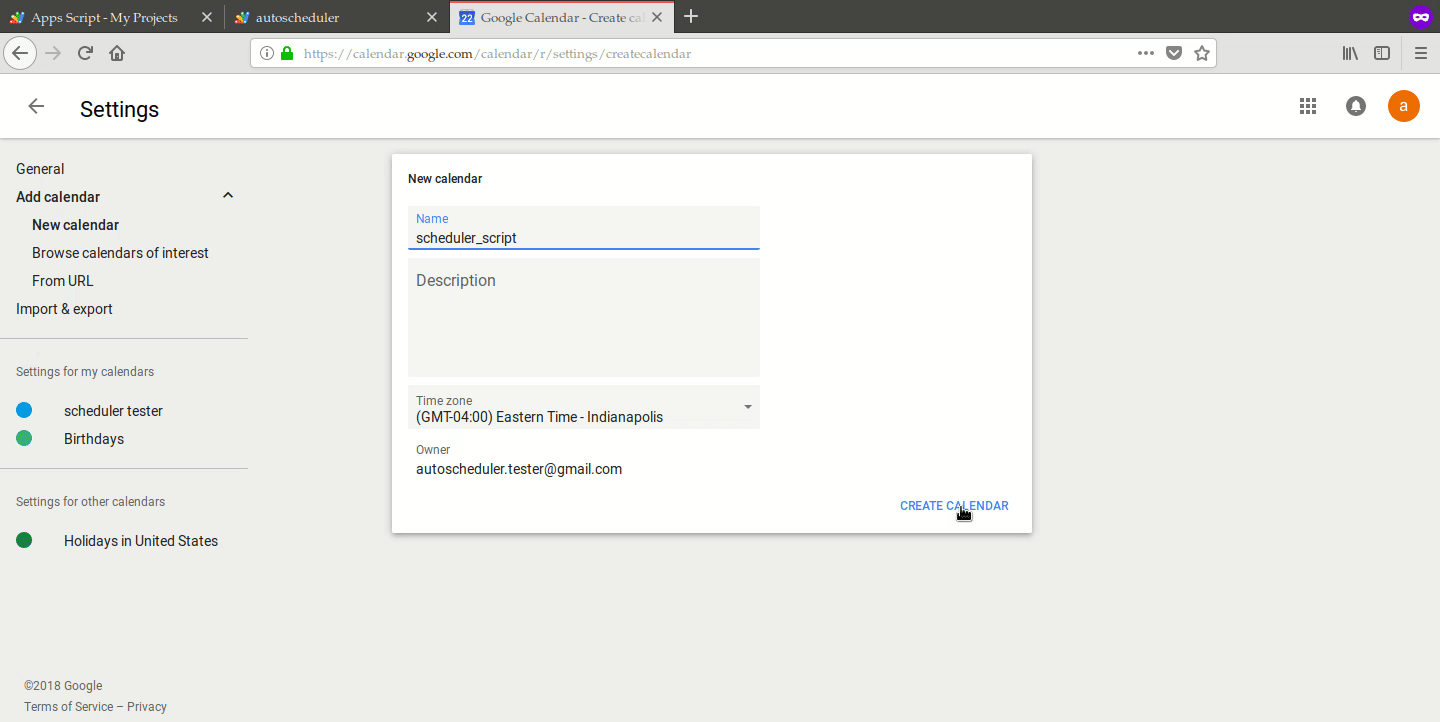 Apps Script - My Projects
autoscheduler
Google Calendar - Create cal
https://calendar.google.com/calendar/r/settings/createcalendar
Settings
a
General
Add calendar
New calendar
Browse calendars of interest
From URL
Import & export
Settings for my calendars
scheduler tester
Birthdays
Settings for other calendars
Holidays in United States
©2018 Google
Terms of Service – Privacy
New calendar
Name
scheduler_script
Description
Time zone
(GMT-04:00) Eastern Time - Indianapolis
Owner
autoscheduler.tester@gmail.com
CREATE CALENDAR
22